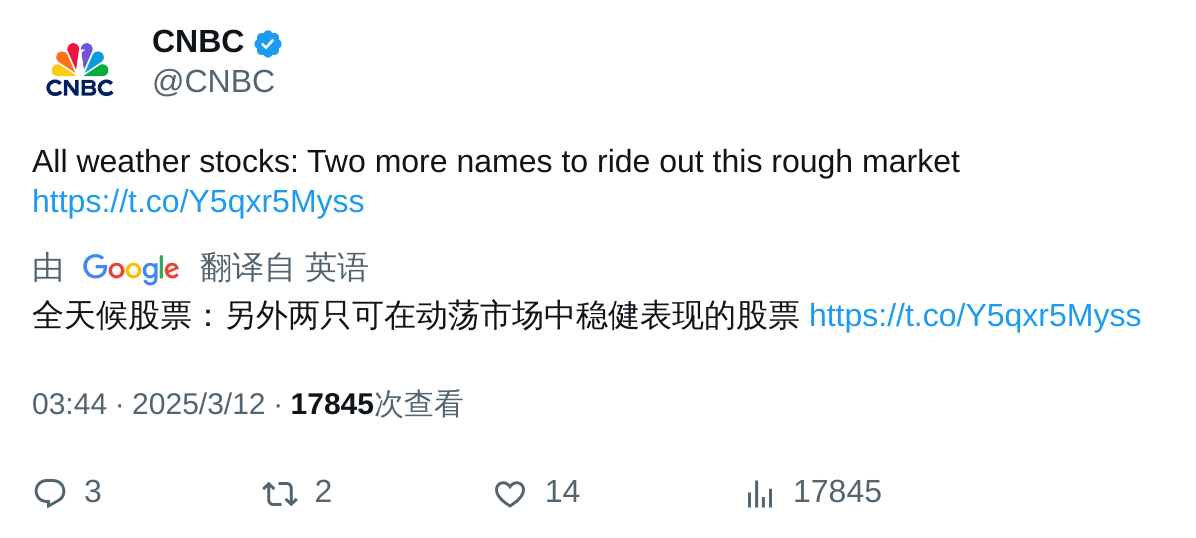 CNBC
@CNBC
CNBC
All weather stocks: Two more names to ride out this rough market
https://t.co/Y5qxr5Myss
由 Google 翻译自 英语
全天候股票：另外两只可在动荡市场中稳健表现的股票 https://t.co/Y5qxr5Myss
03:44 · 2025/3/12 · 17845次查看
3 2 14 17845